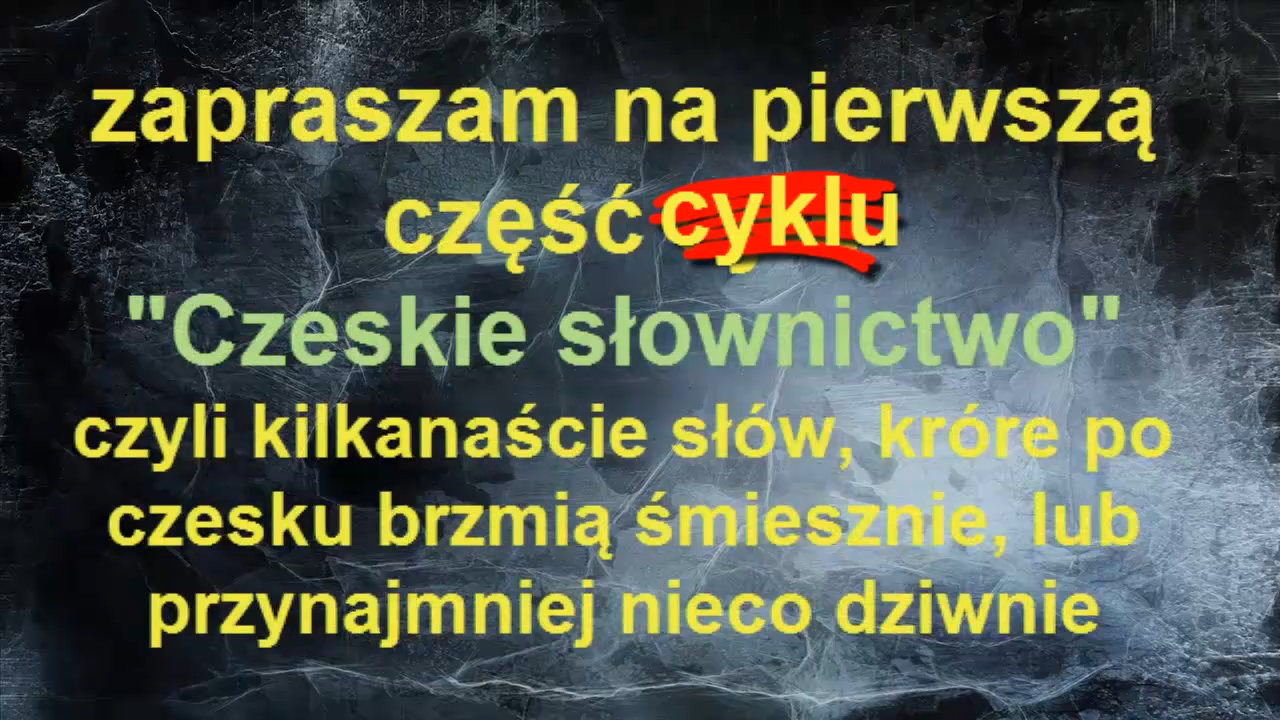 zapraszam na pierwszą
część cyklu
"Czeskie słownictwo"
czyli kilkanaście słów, króre po
czesku brzmią śmiesznie, lub
przynajmniej nieco dziwnie